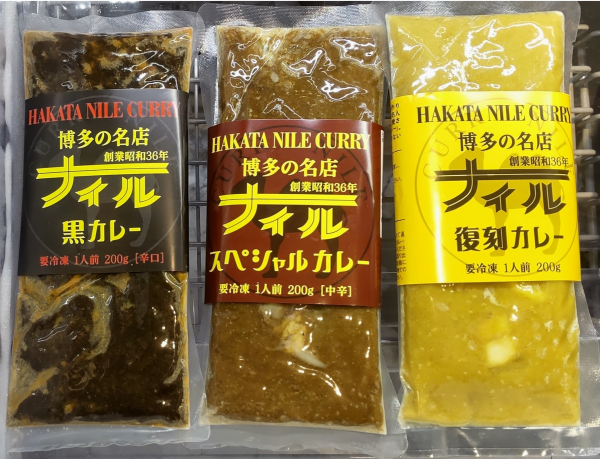 HAKATA NILE CURRY
博多の名店
創業昭和36年
ナイル
黒カレー
要冷凍 1人前 200g [辛口]
HAKATA NILE CURRY
博多の名店
創業昭和36年
ナイル
スペシャルカレー
要冷凍 1人前 200g [中辛]
HAKATA NILE CURRY
博多の名店
創業昭和36年
ナイル
復刻カレー
要冷凍 1人前 200g